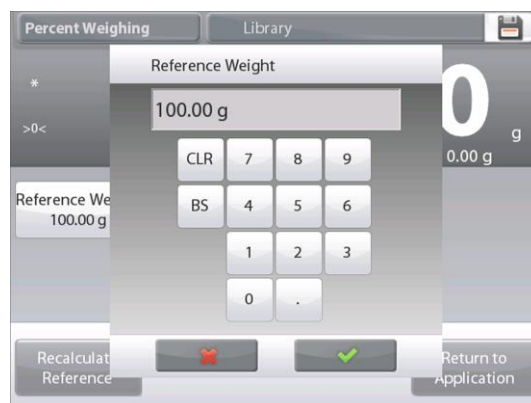 Percent Weighing
Library
Reference Weight
*
100.00 g
0
>0<
g
0.00 g
CLR 7 8 9
Reference We
100.00 g
BS 4 5 6
1 2 3
0 .
Recalculat
Reference
Return to
Application